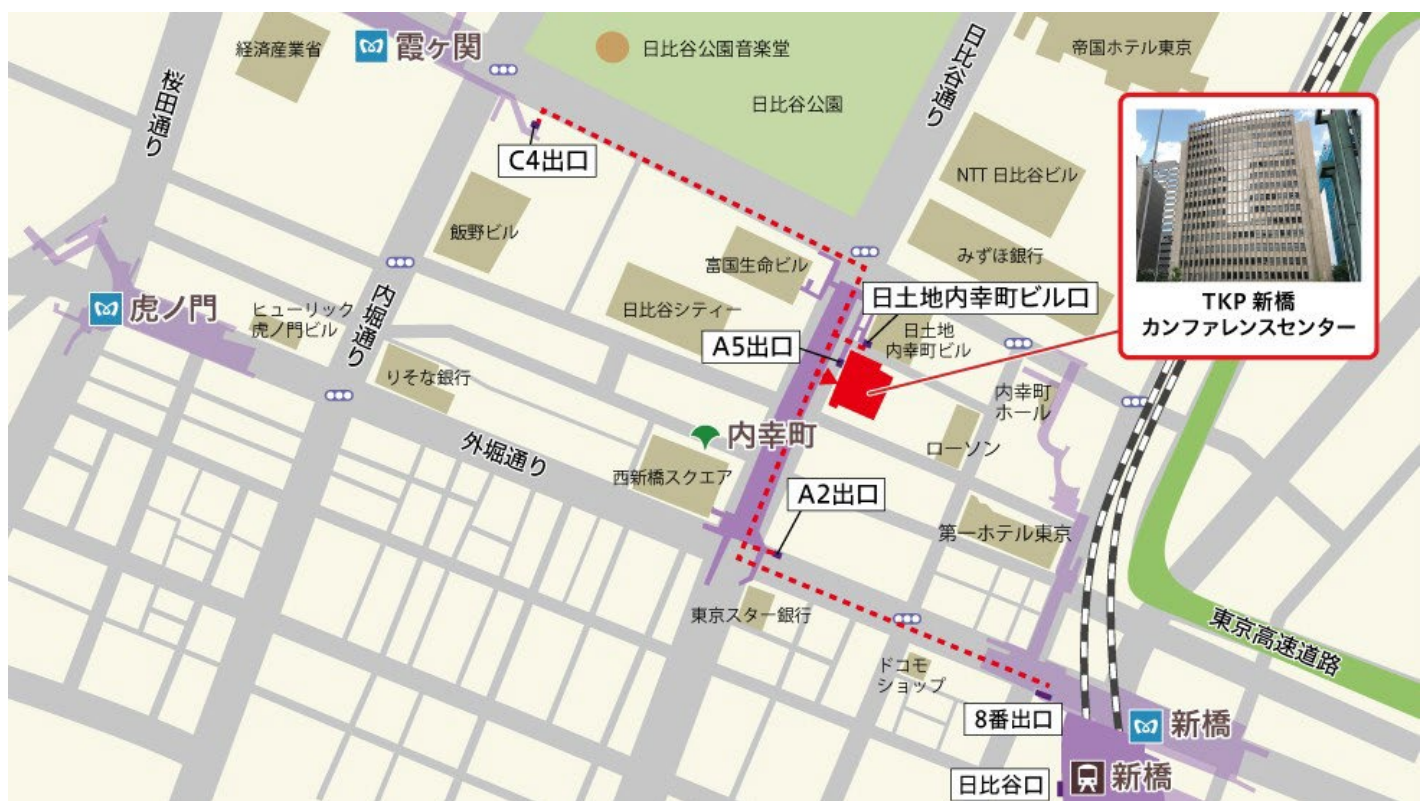 経済産業省
霞ケ関
日比谷公園音楽堂
日比谷公園
日比谷通り
帝国ホテル東京
桜田通り
C4出口
NTT 日比谷ビル
飯野ビル
富国生命ビル
みずほ銀行
日土地内幸町ビル口
TKP 新橋
カンファレンスセンター
虎ノ門
ヒューリック
虎ノ門ビル
内堀通り
日比谷シティー
A5出口
日土地
内幸町ビル
りそな銀行
内幸町
ホール
内幸町
ローソン
外堀通り
西新橋スクエア
A2出口
第一ホテル東京
東京スター銀行
東京高速道路
ドコモ
ショップ
8番出口
新橋
日比谷口
新橋